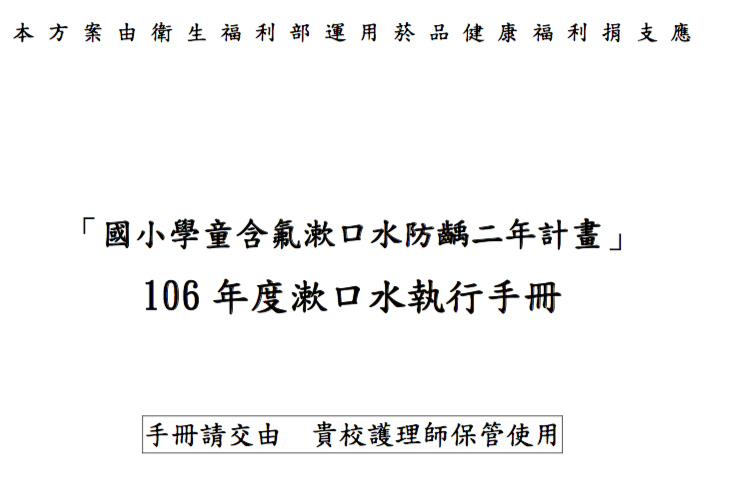 本方案由衛生福利部運用菸品健康福利捐支應
「國小學童含氟漱口水防齲二年計畫」
106 年度漱口水執行手冊
手冊請交由　貴校護理師保管使用